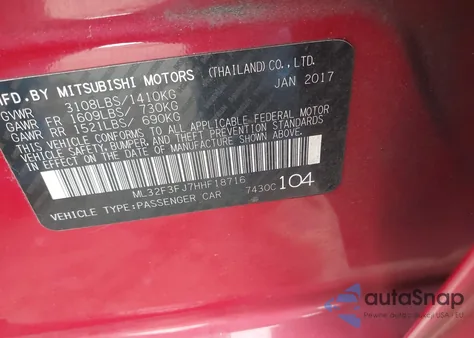 MFD.BY MITSUBISHI MOTORS (THAILAND) CO., LTD.
JAN 2017
GVWR 3108LBS/1410KG
GAWR FR 1609LBS/ 730KG
GAWR RR 1521LBS/ 690KG
THIS VEHICLE CONFORMS TO ALL APPLICABLE FEDERAL MOTOR
VEHICLE SAFETY, BUMPER, AND THEFT PREVENTION STANDARDS
IN EFFECT ON THE DATE OF MANUFACTURE SHOWN ABOVE.
ML32F3FJ7HHF18716
VEHICLE TYPE:PASSENGER CAR 7430C 104
autoSnap